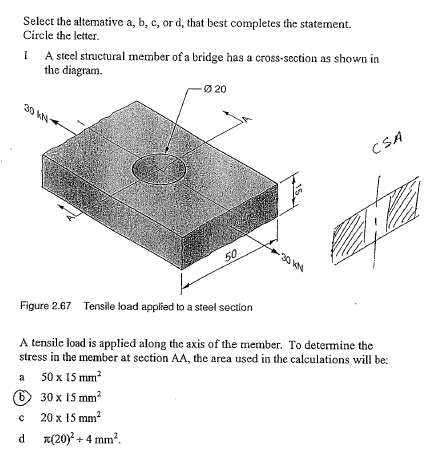 Select the alternative a, b, c, or d, that best completes the statement.
Circle the letter.
1 A steel structural member of a bridge has a cross-section as shown in
the diagram.
Ø 20
30 kN
A
CSA
15
A
50
30 kN
Figure 2.67 Tensile load applied to a steel section
A tensile load is applied along the axis of the member. To determine the
stress in the member at section AA, the area used in the calculations will be:
a 50 x 15 mm²
b 30 x 15 mm²
c 20 x 15 mm²
d π(20)² ÷ 4 mm².